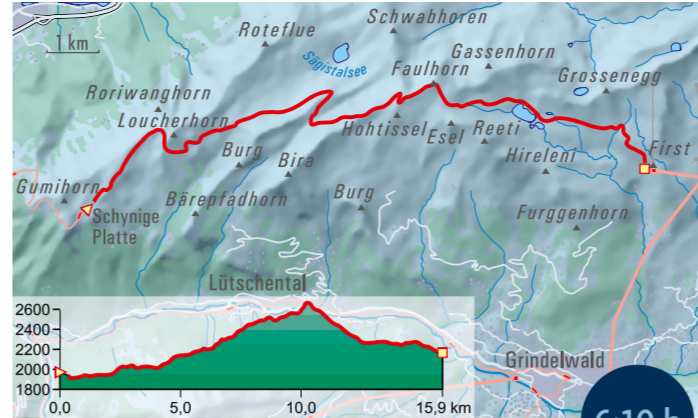 1 km
Roteflue
Schwabhoren
Sägistalsee
Gassenhorn
Faulhorn
Grossenegg
Roriwanghorn
Loucherhorn
Hohtissel
Esel
Reeti
First
Burg
Bira
Hireleni
Gumihorn
Schynige
Platte
Bärepfadhorn
Burg
Furggenhorn
Lütschental
2600
2400
2200
2000
1800
0,0
5,0
10,0
15,9 km
Grindelwald